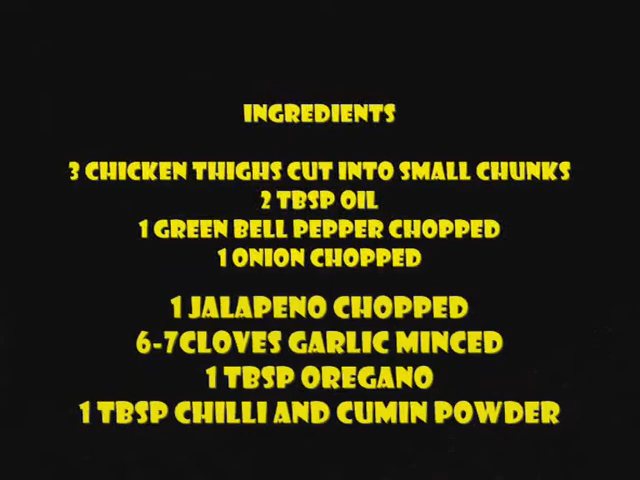 INGREDIENTS
3 CHICKEN THIGHS CUT INTO SMALL CHUNKS
2 TBSP OIL
1 GREEN BELL PEPPER CHOPPED
1 ONION CHOPPED
1 JALAPENO CHOPPED
6-7CLOVES GARLIC MINCED
1 TBSP OREGANO
1 TBSP CHILLI AND CUMIN POWDER